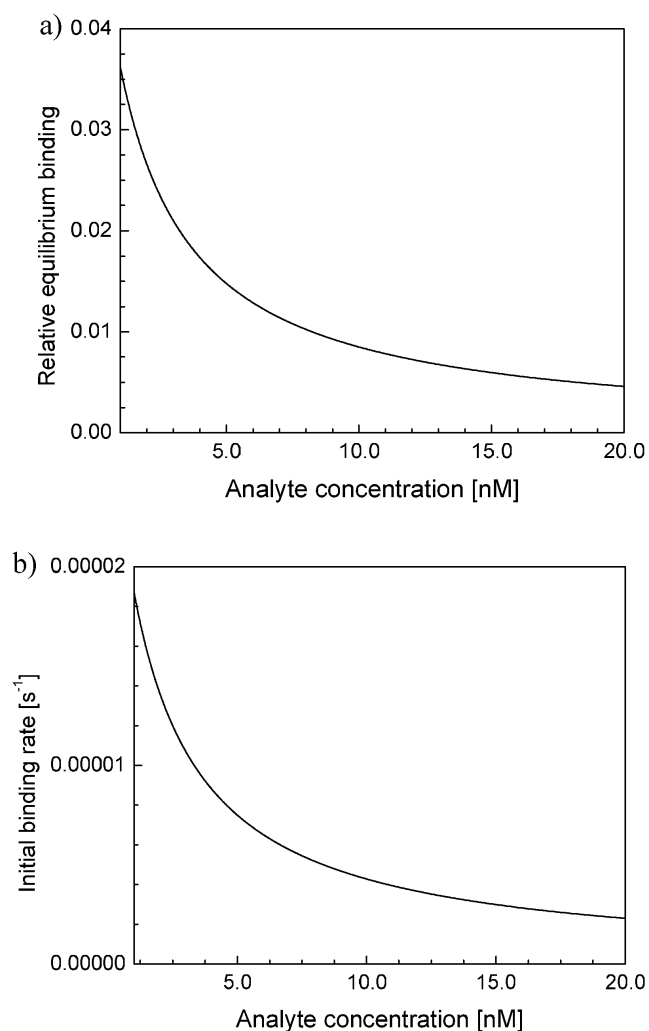 a)
0.04
0.03
0.02
0.01
0.00
Relative equilibrium binding
5.0 10.0 15.0 20.0
Analyte concentration [nM]
b)
0.00002
0.00001
0.00000
Initial binding rate [s⁻¹]
5.0 10.0 15.0 20.0
Analyte concentration [nM]